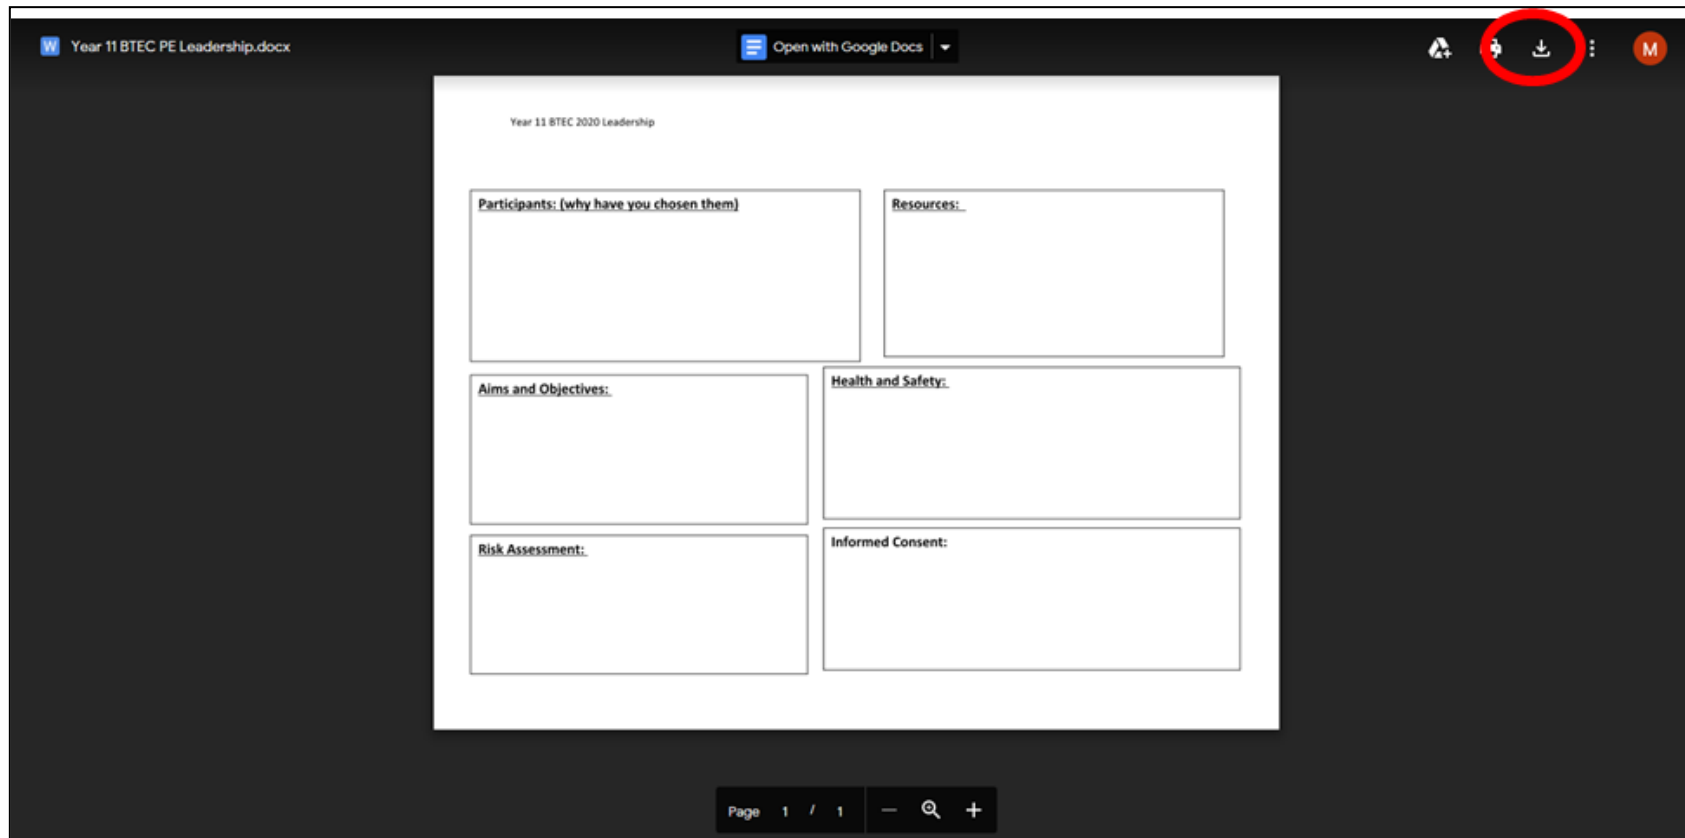 W Year 11 BTEC PE Leadership.docx
Open with Google Docs
M
Year 11 BTEC 2020 Leadership
Participants: (why have you chosen them)
Resources:
Aims and Objectives:
Health and Safety:
Risk Assessment:
Informed Consent:
Page 1 / 1